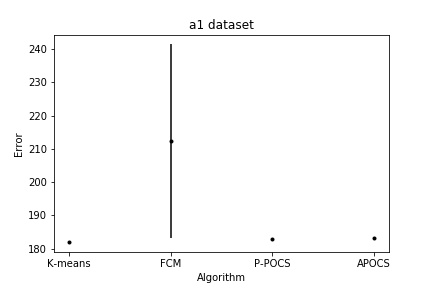 a1 dataset
240
230
220
210
200
190
180
Error
K-means FCM P-POCS APOCS
Algorithm